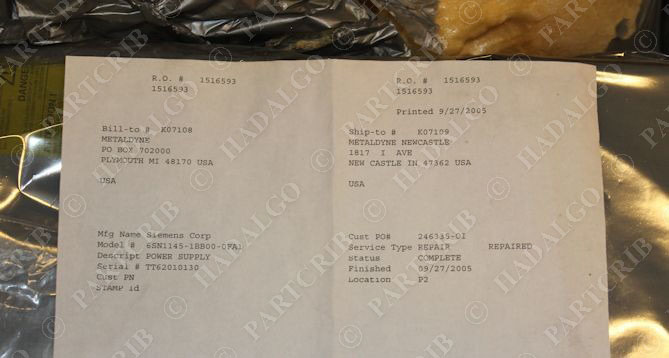 R.O. # 1516593
1516593
Bill-to # K07108
METALDYNE
PO BOX 702000
PLYMOUTH MI 48170 USA
USA
Mfg Name Siemens Corp
Model # 6SN1145-1BB00-0FA1
Descript POWER SUPPLY
Serial # TT62010130
Cust PN
STAMP id
R.O. # 1516593
1516593
Printed 9/27/2005
Ship-to # K07109
METALDYNE NEWCASTLE
1817 I AVE
NEW CASTLE IN 47362 USA
USA
Cust PO# 246335-01
Service Type REPAIR REPAIRED
Status COMPLETE
Finished 09/27/2005
Location P2
DANGER
© PARTCRIB © HADALGO